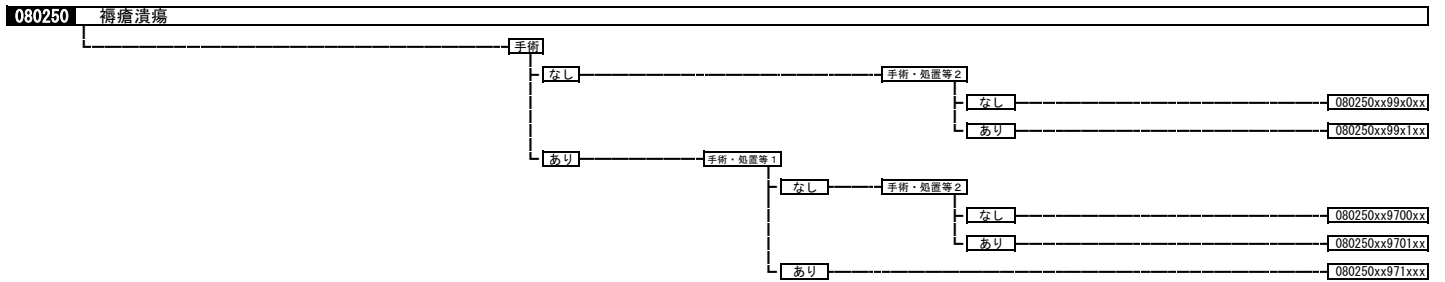 080250 褥瘡潰瘍
手術
なし 手術・処置等2
なし 080250xx99x0xx
あり 080250xx99x1xx
あり 手術・処置等1
なし 手術・処置等2
なし 080250xx9700xx
あり 080250xx9701xx
あり 080250xx971xxx